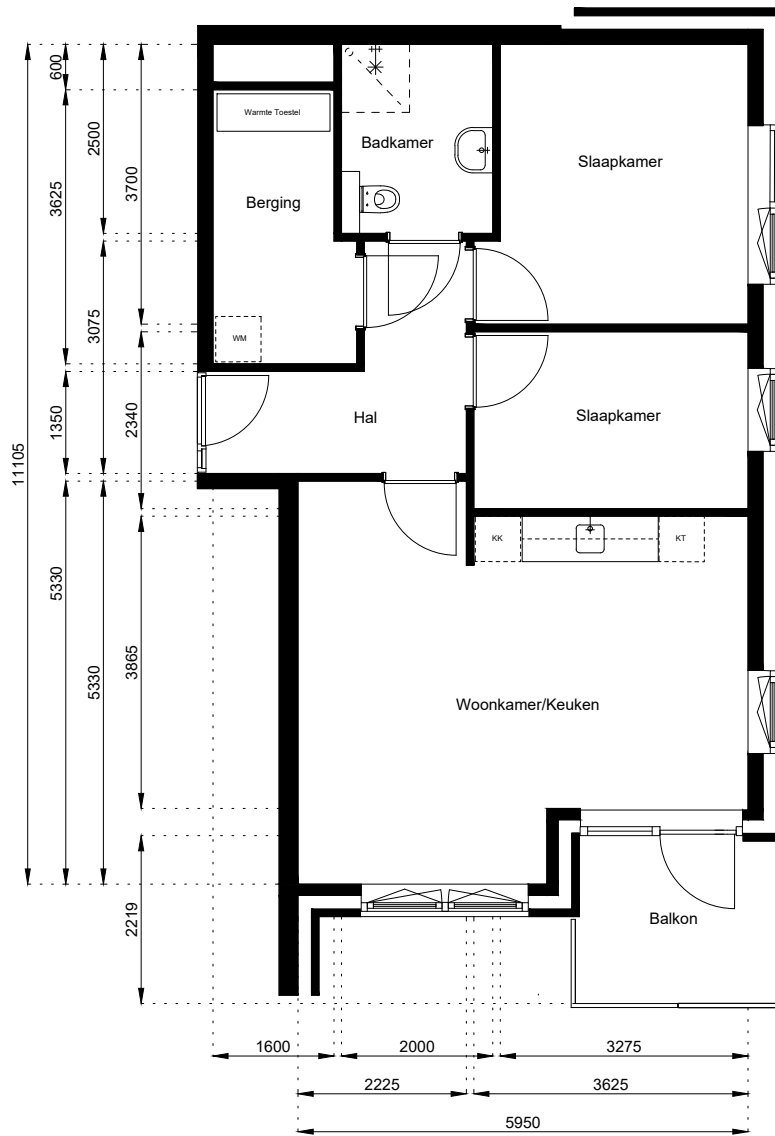 Warmte Toestel
Badkamer
Slaapkamer
Berging
WM
Hal
Slaapkamer
KK
KT
Woonkamer/Keuken
Balkon
11105
600
3625
1350
5330
2500
3075
5330
3700
2340
3865
2219
1600
2000
3275
2225
3625
5950